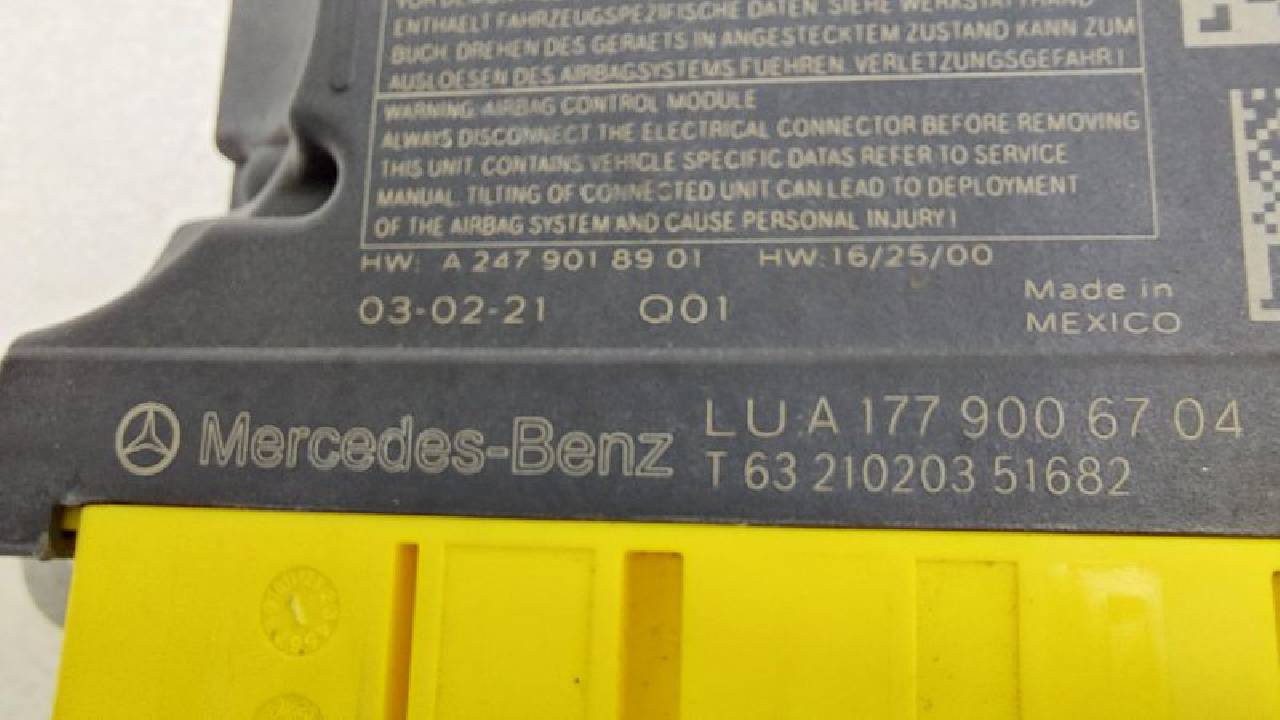 ENTHAELT FAHRZEUGSPEZIFISCHE DATEN. SIEHE WERKSTATTHAND
BUCH. DREHEN DES GERAETS IN ANGESTECKTEM ZUSTAND KANN ZUM
AUSLOESEN DES AIRBAGSYSTEMS FUEHREN. VERLETZUNGSGEFAHR!
WARNING: AIRBAG CONTROL MODULE
ALWAYS DISCONNECT THE ELECTRICAL CONNECTOR BEFORE REMOVING
THIS UNIT. CONTAINS VEHICLE SPECIFIC DATAS REFER TO SERVICE
MANUAL. TILTING OF CONNECTED UNIT CAN LEAD TO DEPLOYMENT
OF THE AIRBAG SYSTEM AND CAUSE PERSONAL INJURY!
HW: A 247 901 89 01 HW:16/25/00
03-02-21 Q01
Made in
MEXICO
Mercedes-Benz
LU:A 177 900 67 04
T 63 210203 51682